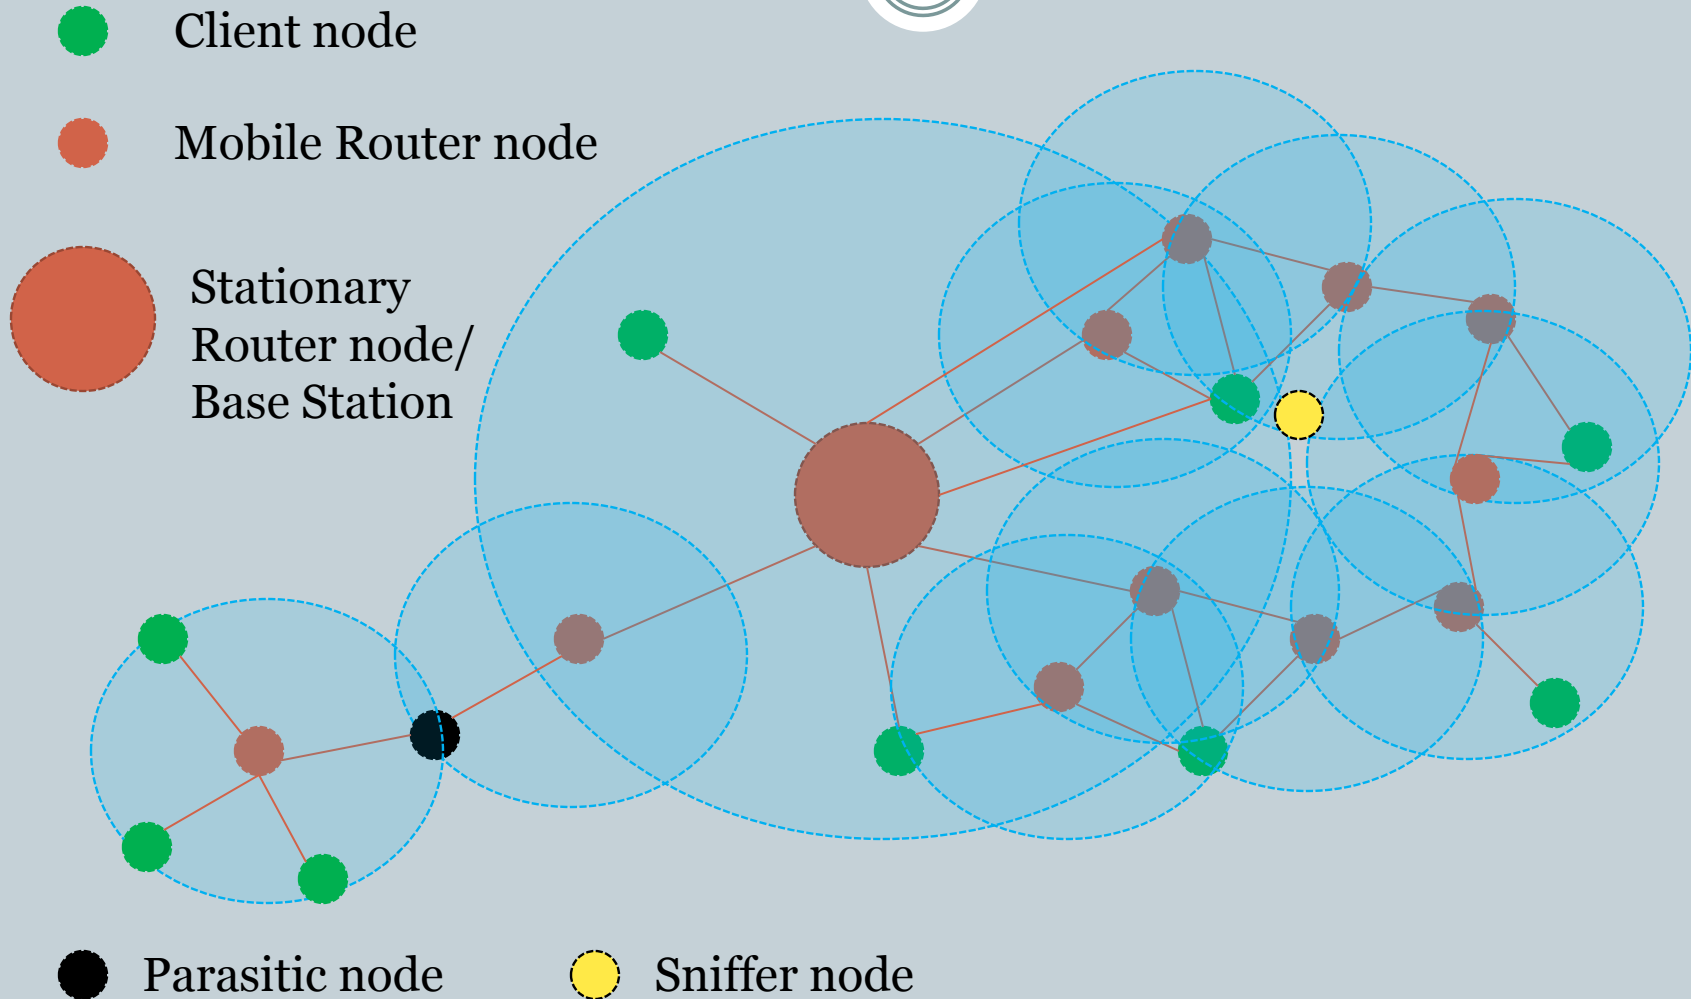 Client node
Mobile Router node
Stationary
Router node/
Base Station
Parasitic node
Sniffer node